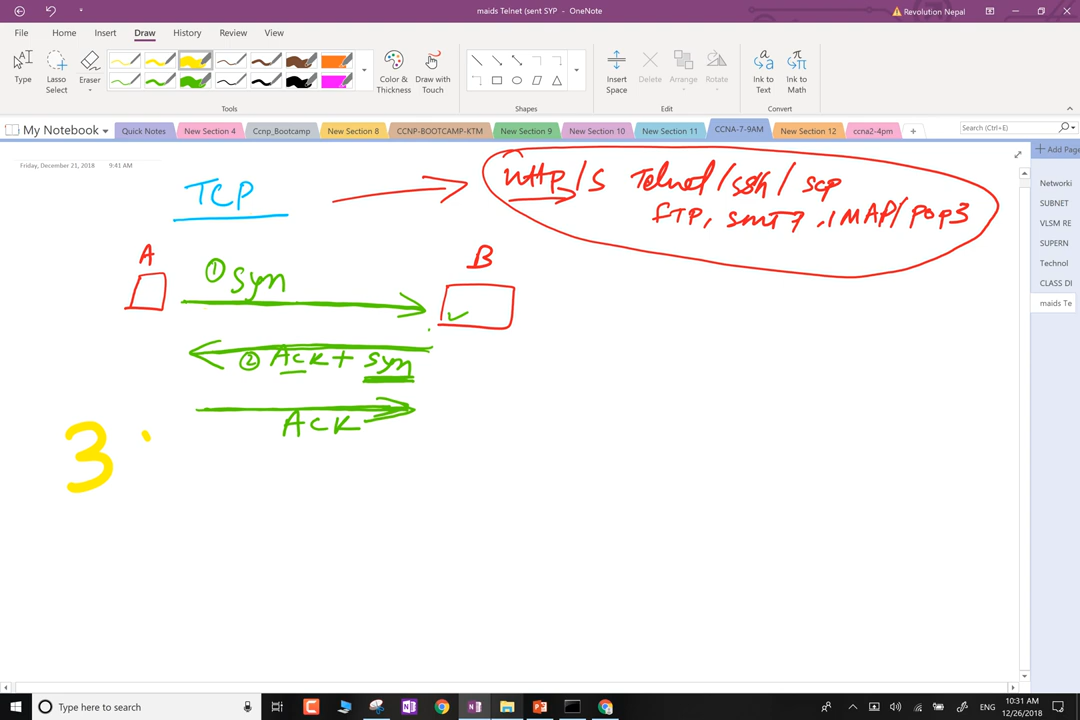 maids Telnet (sent SYP - OneNote
Revolution Nepal
File Home Insert Draw History Review View
Type
Lasso Select
Eraser
Color & Thickness
Draw with Touch
Insert Space
Delete
Arrange
Rotate
Ink to Text
Ink to Math
Tools
Shapes
Edit
Convert
My Notebook
Quick Notes
New Section 4
Ccnp_Bootcamp
New Section 8
CCNP-BOOTCAMP-KTM
New Section 9
New Section 10
New Section 11
CCNA-7-9AM
New Section 12
ccna2-4pm
Search (Ctrl+E)
Add Page
Friday, December 21, 2018 9:41 AM
Networki
SUBNET
VLSM RE
SUPERN
Technol
CLASS DI
maids Te
TCP
HTTP/S Telnet/ssh/scp
FTP, , IMAP/POP3
A
B
① Syn
② Ack + syn
ACK
3
Type here to search
ENG
10:31 AM
12/26/2018